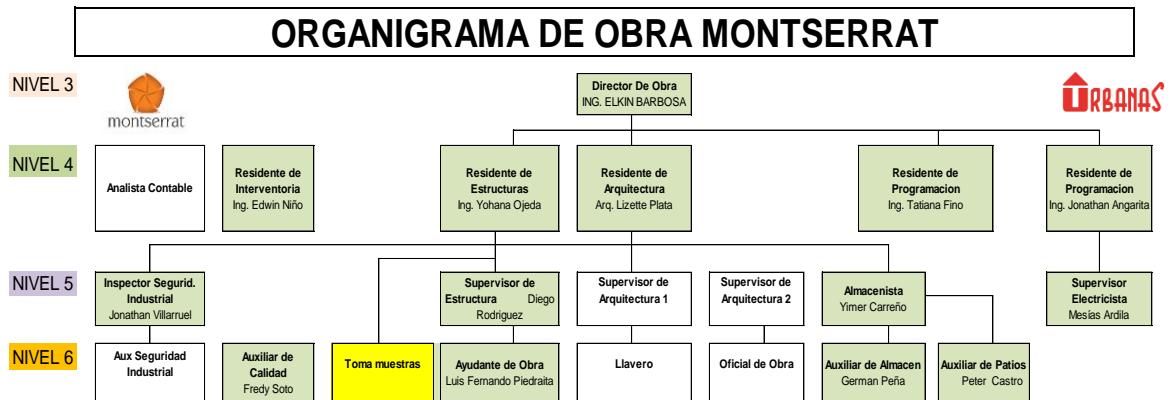 ORGANIGRAMA DE OBRA MONTSERRAT
NIVEL 3
montserrat
Director De Obra
ING. ELKIN BARBOSA
URBANAS
NIVEL 4
Analista Contable
Residente de
Interventoria
Ing. Edwin Niño
Residente de
Estructuras
Ing. Yohana Ojeda
Residente de
Arquitectura
Arq. Lizette Plata
Residente de
Programacion
Ing. Tatiana Fino
Residente de
Programacion
Ing. Jonathan Angarita
NIVEL 5
Inspector Segurid.
Industrial
Jonathan Villarruel
Supervisor de
Estructura Diego
Rodriguez
Supervisor de
Arquitectura 1
Supervisor de
Arquitectura 2
Almacenista
Yimer Carreño
Supervisor
Electricista
Mesías Ardila
NIVEL 6
Aux Seguridad
Industrial
Auxiliar de
Calidad
Fredy Soto
Toma muestras
Ayudante de Obra
Luis Fernando Piedraita
Llavero
Oficial de Obra
Auxiliar de Almacen
German Peña
Auxiliar de Patios
Peter Castro